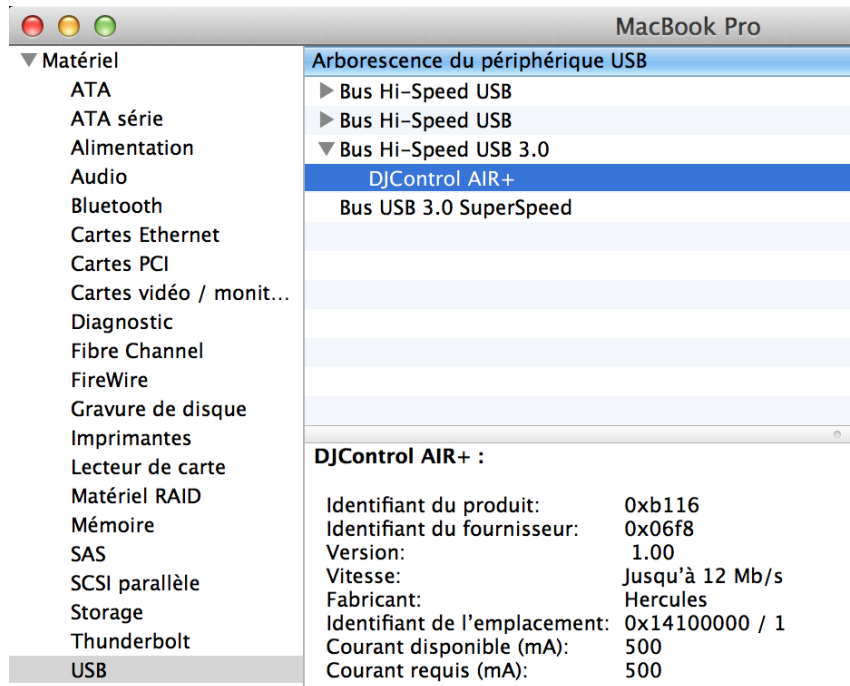 MacBook Pro
Matériel
ATA
ATA série
Alimentation
Audio
Bluetooth
Cartes Ethernet
Cartes PCI
Cartes vidéo / monit...
Diagnostic
Fibre Channel
FireWire
Gravure de disque
Imprimantes
Lecteur de carte
Matériel RAID
Mémoire
SAS
SCSI parallèle
Storage
Thunderbolt
USB
Arborescence du périphérique USB
Bus Hi-Speed USB
Bus Hi-Speed USB
Bus Hi-Speed USB 3.0
DJControl AIR+
Bus USB 3.0 SuperSpeed
DJControl AIR+ :
Identifiant du produit: 0xb116
Identifiant du fournisseur: 0x06f8
Version: 1.00
Vitesse: Jusqu'à 12 Mb/s
Fabricant: Hercules
Identifiant de l'emplacement: 0x14100000 / 1
Courant disponible (mA): 500
Courant requis (mA): 500